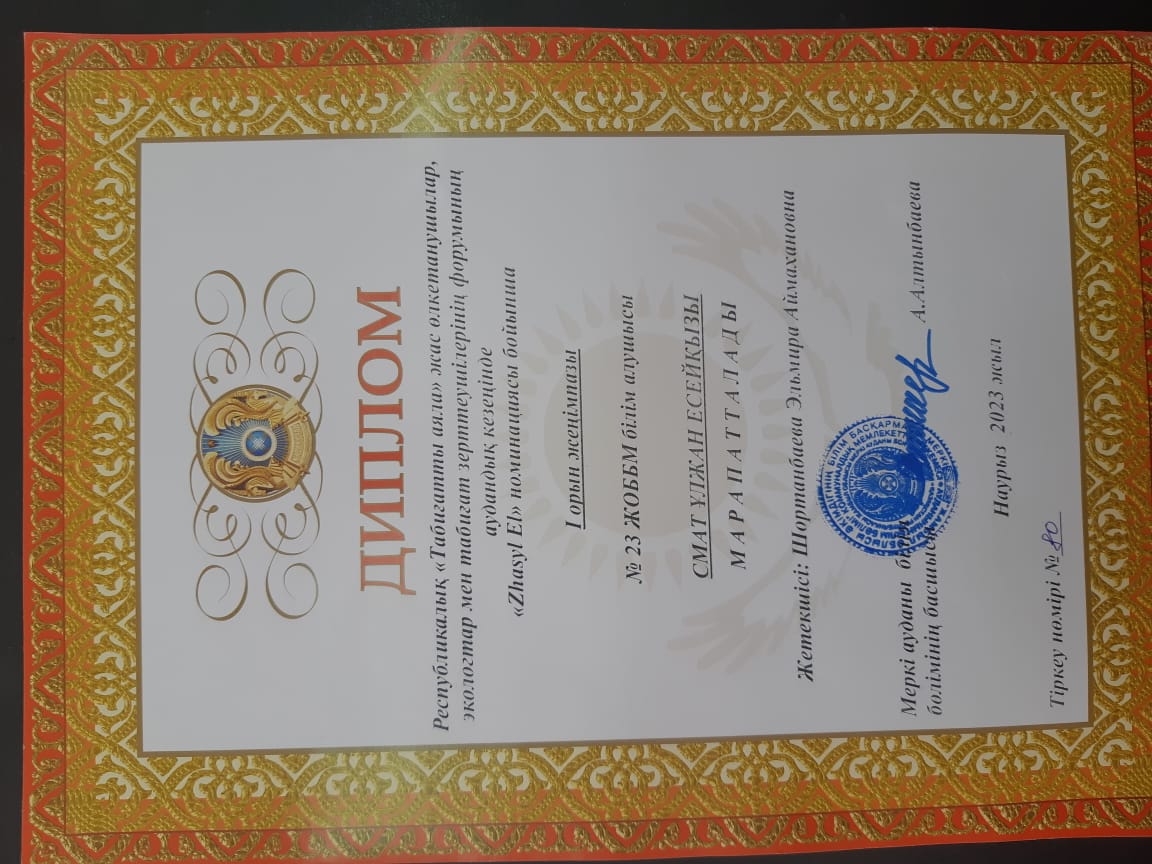 ДИПЛОМ
Республикалық «Табиғатты аяла» жас өлкетанушылар,
экологтар мен табиғат зерттеушілерінің форумының
аудандық кезеңінде
«Zhasyl El» номинациясы бойынша
І орын жеңімпазы
№ 23 ЖОББМ білім алушысы
СМАТ ҰЛЖАН ЕСЕЙҚЫЗЫ
МАРАПАТТАЛАДЫ
Жетекшісі: Шортанбаева Эльмира Аймахановна
Меркі ауданы білім
бөлімінің басшысы А.Алтынбаева
Наурыз 2023 жыл
Тіркеу номірі № 80